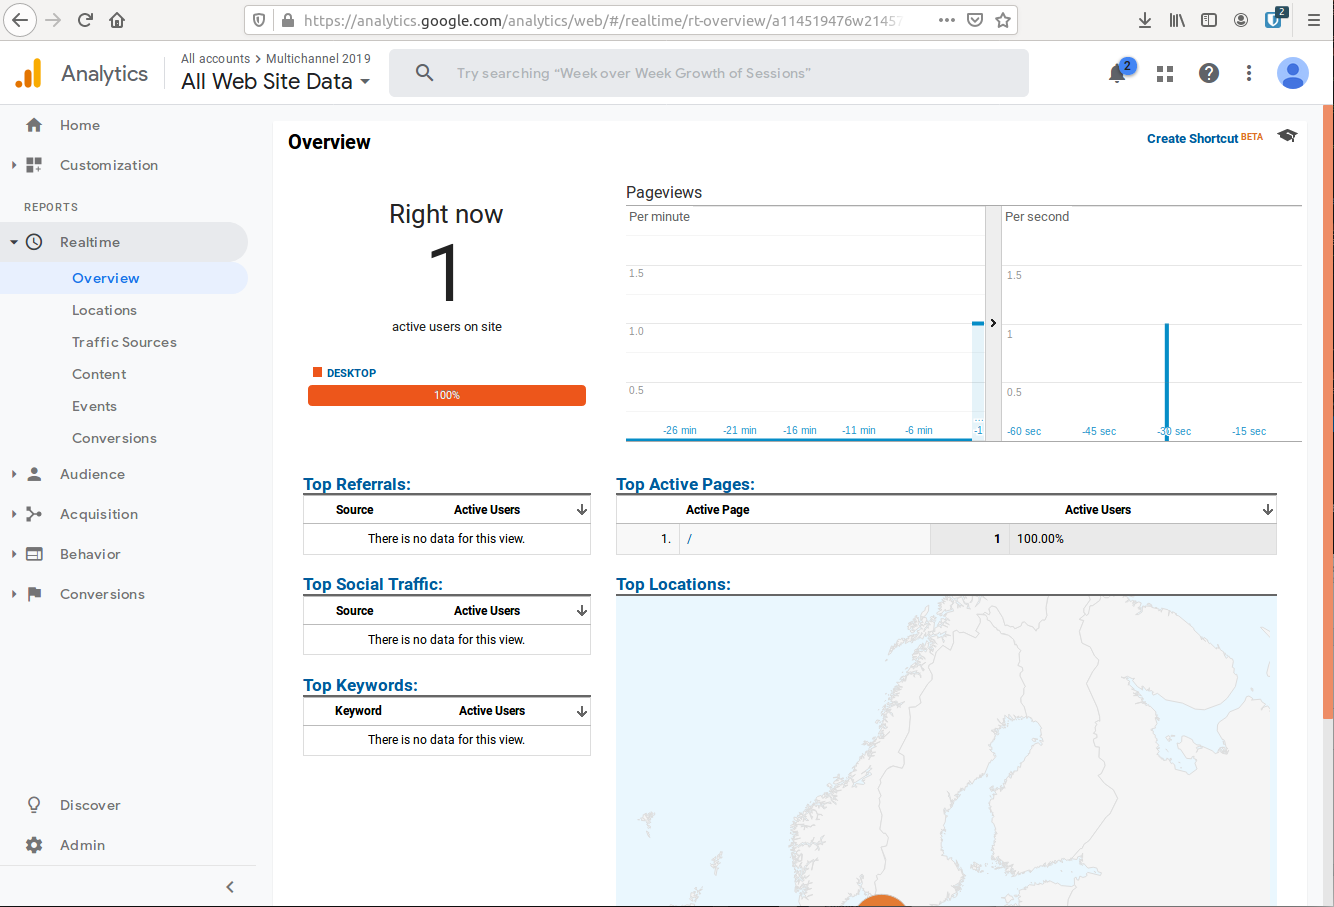 https://analytics.google.com/analytics/web/#/realtime/rt-overview/a114519476w21457
2
Analytics
All accounts > Multichannel 2019
All Web Site Data
Try searching “Week over Week Growth of Sessions”
2
Home
Customization
REPORTS
Realtime
Overview
Locations
Traffic Sources
Content
Events
Conversions
Audience
Acquisition
Behavior
Conversions
Discover
Admin
Overview
Create Shortcut BETA
Right now
1
active users on site
DESKTOP
100%
Pageviews
Per minute
1.5
1.0
0.5
-26 min -21 min -16 min -11 min -6 min -1
Per second
1.5
1
0.5
-60 sec -45 sec -30 sec -15 sec
Top Referrals:
Source Active Users
There is no data for this view.
Top Active Pages:
Active Page Active Users
1. / 1 100.00%
Top Social Traffic:
Source Active Users
There is no data for this view.
Top Keywords:
Keyword Active Users
There is no data for this view.
Top Locations: